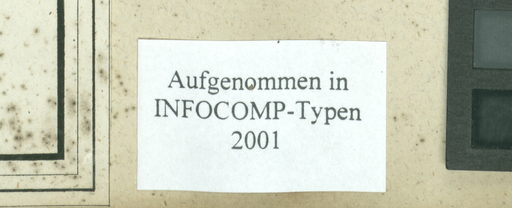 Aufgenommen in
INFOCOMP-Typen
2001